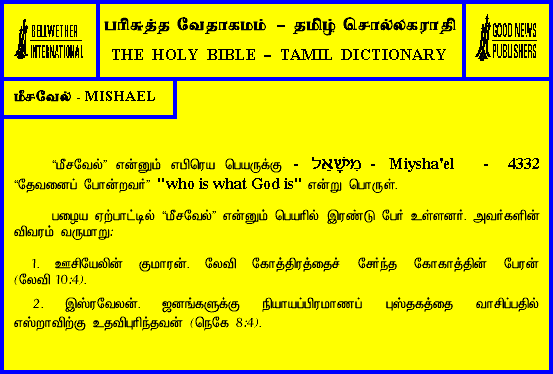 BELLWETHER
INTERNATIONAL
பரிசுத்த வேதாகமம் – தமிழ் சொல்லகராதி
THE HOLY BIBLE – TAMIL DICTIONARY
GOOD NEWS
PUBLISHERS
மீசவேல் - MISHAEL
“மீசவேல்” என்னும் எபிரெய பெயருக்கு - מִישָׁאֵל - Miysha'el - 4332
“தேவனைப் போன்றவர்” "who is what God is" என்று பொருள்.
பழைய ஏற்பாட்டில் “மீசவேல்” என்னும் பெயரில் இரண்டு பேர் உள்ளனர். அவர்களின்
விவரம் வருமாறு:
1. ஊசியேலின் குமாரன். லேவி கோத்திரத்தைச் சேர்ந்த கோகாத்தின் பேரன்
(லேவி 10:4).
2. இஸ்ரவேலன். ஜனங்களுக்கு நியாயப்பிரமாணப் புஸ்தகத்தை வாசிப்பதில்
எஸ்றாவிற்கு உதவிபுரிந்தவன் (நெகே 8:4).